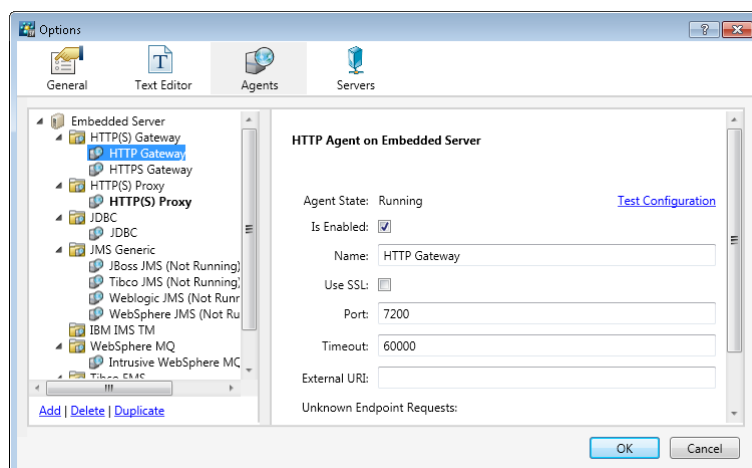 Options
General
Text Editor
Agents
Servers
Embedded Server
HTTP(S) Gateway
HTTP Gateway
HTTPS Gateway
HTTP(S) Proxy
HTTP(S) Proxy
JDBC
JDBC
JMS Generic
JBoss JMS (Not Running)
Tibco JMS (Not Running)
Weblogic JMS (Not Runr
WebSphere JMS (Not Ru
IBM IMS TM
WebSphere MQ
Intrusive WebSphere MQ
Tibco EMS
Add | Delete | Duplicate
HTTP Agent on Embedded Server
Agent State: Running
Test Configuration
Is Enabled:
Name: HTTP Gateway
Use SSL:
Port: 7200
Timeout: 60000
External URI:
Unknown Endpoint Requests:
OK
Cancel